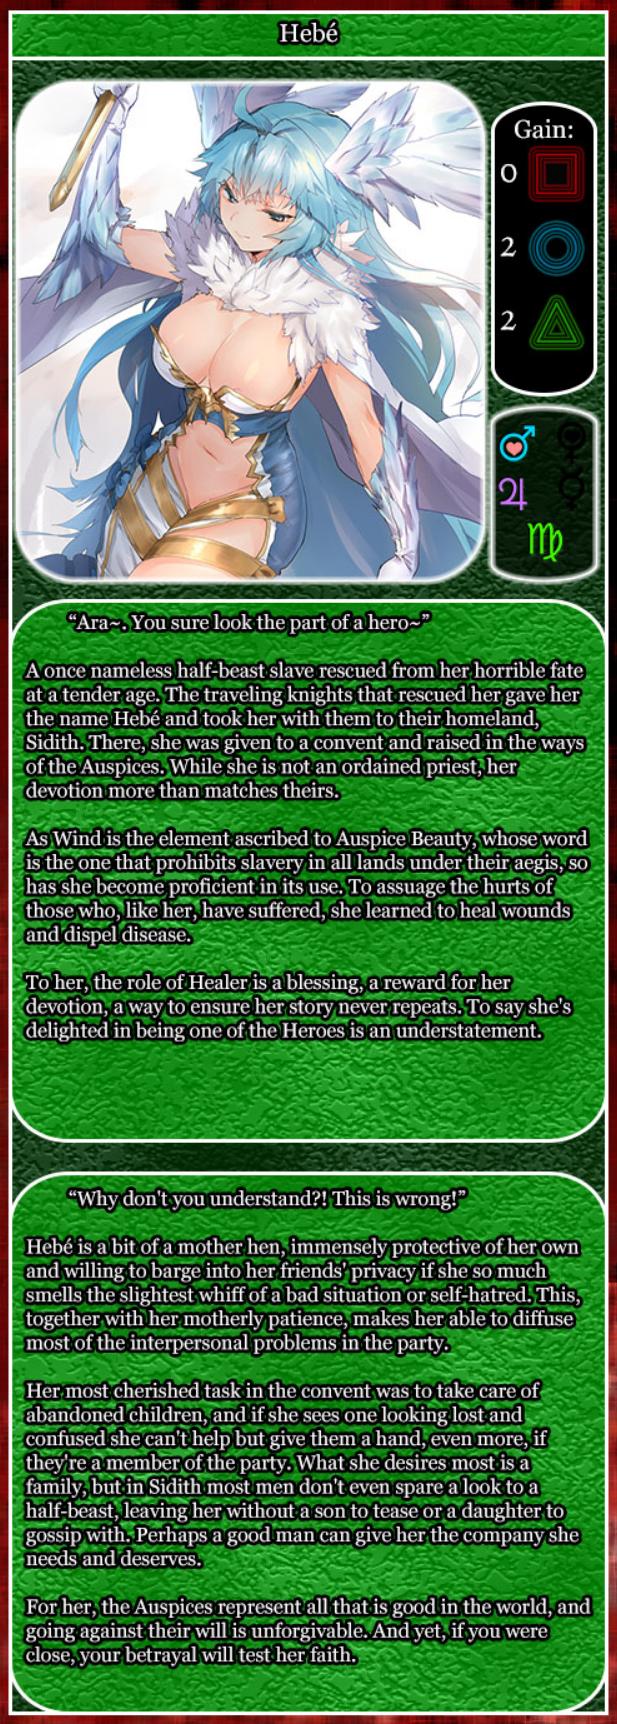 Hebé
Gain:
0
2
2
“Ara~. You sure look the part of a hero~”
A once nameless half-beast slave rescued from her horrible fate
at a tender age. The traveling knights that rescued her gave her
the name Hebé and took her with them to their homeland,
Sidith. There, she was given to a convent and raised in the ways
of the Auspices. While she is not an ordained priest, her
devotion more than matches theirs.
As Wind is the element ascribed to Auspice Beauty, whose word
is the one that prohibits slavery in all lands under their aegis, so
has she become proficient in its use. To assuage the hurts of
those who, like her, have suffered, she learned to heal wounds
and dispel disease.
To her, the role of Healer is a blessing, a reward for her
devotion, a way to ensure her story never repeats. To say she's
delighted in being one of the Heroes is an understatement.
“Why don't you understand?! This is wrong!”
Hebé is a bit of a mother hen, immensely protective of her own
and willing to barge into her friends' privacy if she so much
smells the slightest whiff of a bad situation or self-hatred. This,
together with her motherly patience, makes her able to diffuse
most of the interpersonal problems in the party.
Her most cherished task in the convent was to take care of
abandoned children, and if she sees one looking lost and
confused she can't help but give them a hand, even more, if
they're a member of the party. What she desires most is a
family, but in Sidith most men don't even spare a look to a
half-beast, leaving her without a son to tease or a daughter to
gossip with. Perhaps a good man can give her the company she
needs and deserves.
For her, the Auspices represent all that is good in the world, and
going against their will is unforgivable. And yet, if you were
close, your betrayal will test her faith.